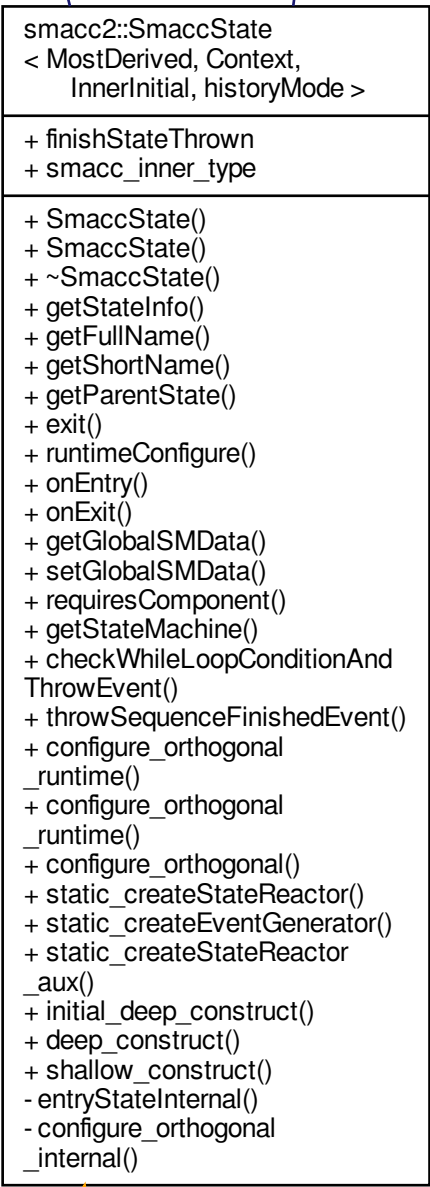 smacc2::SmaccState
< MostDerived, Context,
InnerInitial, historyMode >
+ finishStateThrown
+ smacc_inner_type
+ SmaccState()
+ SmaccState()
+ ~SmaccState()
+ getStateInfo()
+ getFullName()
+ getShortName()
+ getParentState()
+ exit()
+ runtimeConfigure()
+ onEntry()
+ onExit()
+ getGlobalSMData()
+ setGlobalSMData()
+ requiresComponent()
+ getStateMachine()
+ checkWhileLoopConditionAnd
ThrowEvent()
+ throwSequenceFinishedEvent()
+ configure_orthogonal
_runtime()
+ configure_orthogonal
_runtime()
+ configure_orthogonal()
+ static_createStateReactor()
+ static_createEventGenerator()
+ static_createStateReactor
_aux()
+ initial_deep_construct()
+ deep_construct()
+ shallow_construct()
- entryStateInternal()
- configure_orthogonal
_internal()